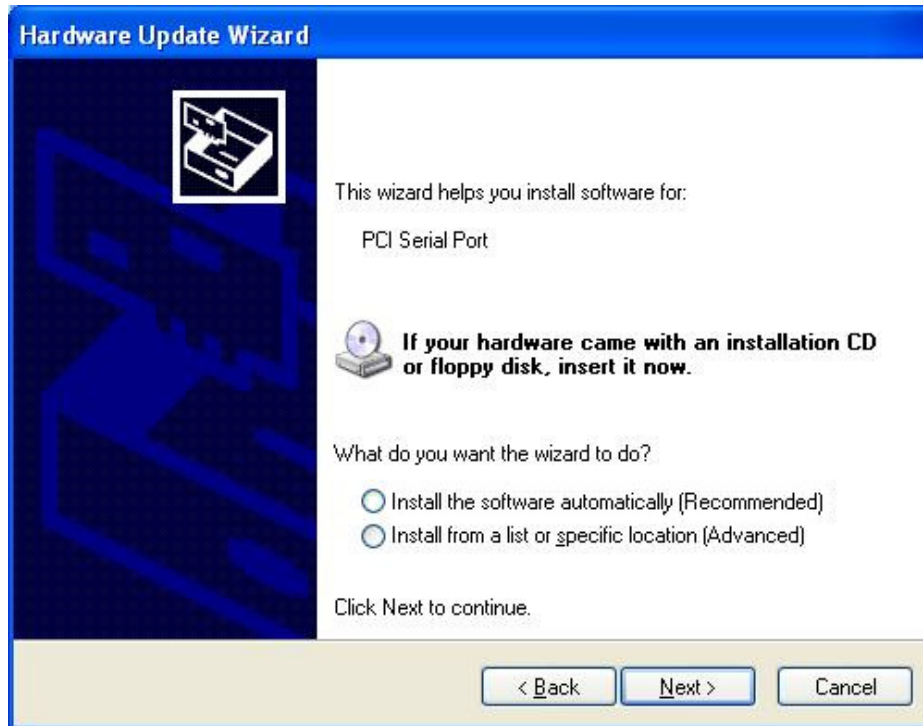 Hardware Update Wizard
This wizard helps you install software for:
PCI Serial Port
If your hardware came with an installation CD
or floppy disk, insert it now.
What do you want the wizard to do?
Install the software automatically (Recommended)
Install from a list or specific location (Advanced)
Click Next to continue.
< Back
Next >
Cancel